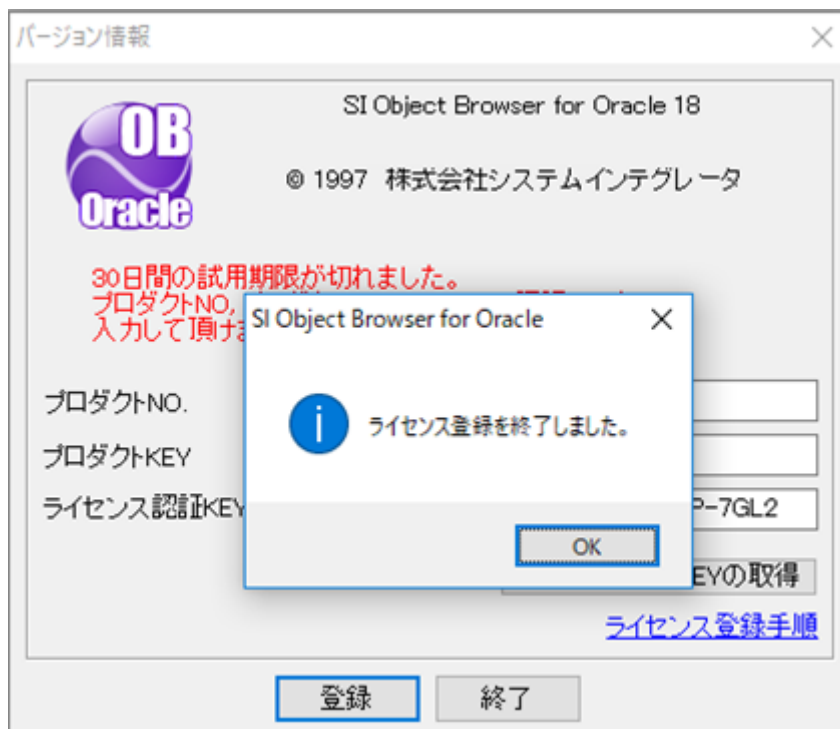 バージョン情報
SI Object Browser for Oracle 18
OB
Oracle
© 1997 株式会社システムインテグレータ
30日間の試用期限が切れました。
プロダクトNO,
入力して頂け
SI Object Browser for Oracle
ライセンス登録を終了しました。
OK
プロダクトNO.
プロダクトKEY
ライセンス認証KEY
P-7GL2
EYの取得
ライセンス登録手順
登録
終了